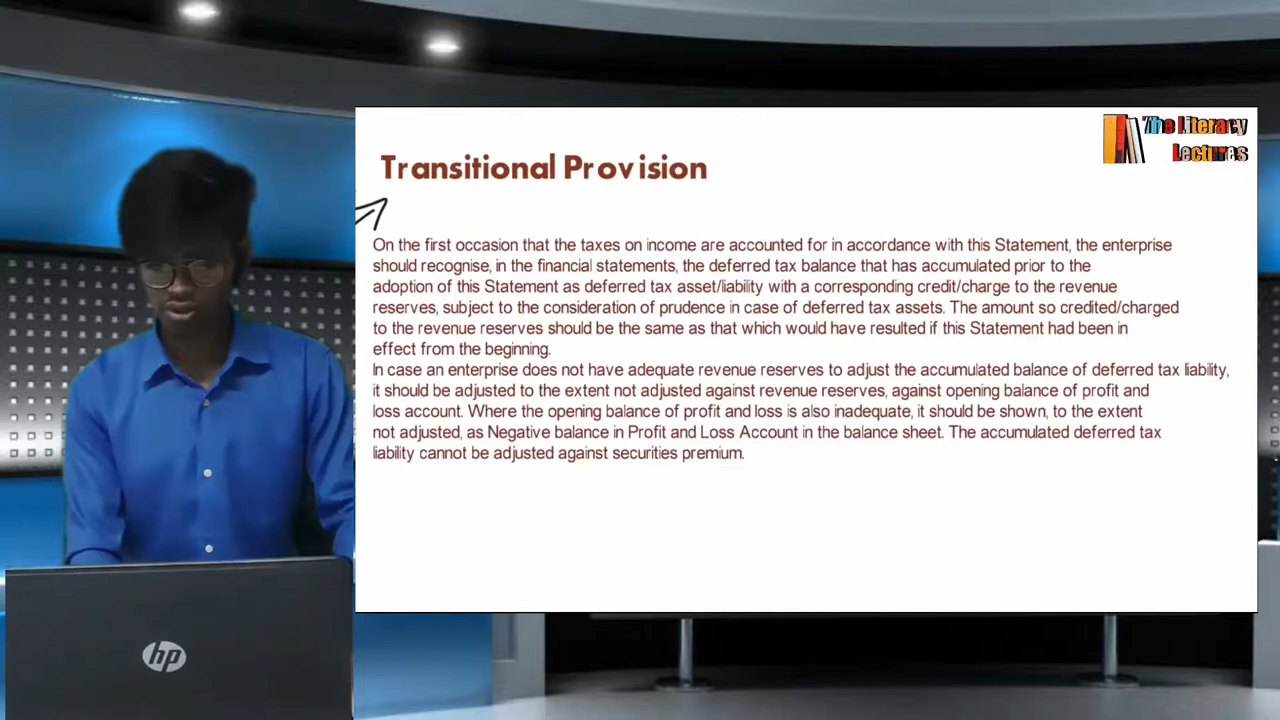 The Literacy
Lectures
Transitional Provision
On the first occasion that the taxes on income are accounted for in accordance with this Statement, the enterprise
should recognise, in the financial statements, the deferred tax balance that has accumulated prior to the
adoption of this Statement as deferred tax asset/liability with a corresponding credit/charge to the revenue
reserves, subject to the consideration of prudence in case of deferred tax assets. The amount so credited/charged
to the revenue reserves should be the same as that which would have resulted if this Statement had been in
effect from the beginning.
In case an enterprise does not have adequate revenue reserves to adjust the accumulated balance of deferred tax liability,
it should be adjusted to the extent not adjusted against revenue reserves, against opening balance of profit and
loss account. Where the opening balance of profit and loss is also inadequate, it should be shown, to the extent
not adjusted, as Negative balance in Profit and Loss Account in the balance sheet. The accumulated deferred tax
liability cannot be adjusted against securities premium.
hp